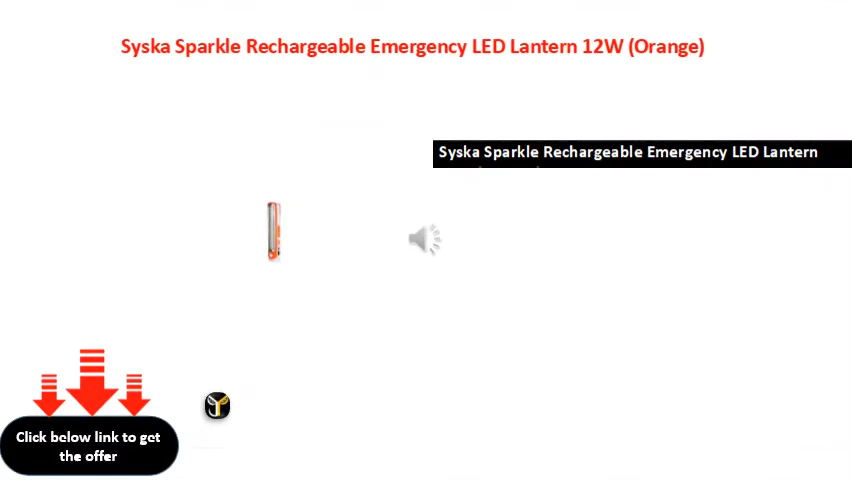 Syska Sparkle Rechargeable Emergency LED Lantern 12W (Orange)
Syska Sparkle Rechargeable Emergency LED Lantern
Click below link to get
the offer